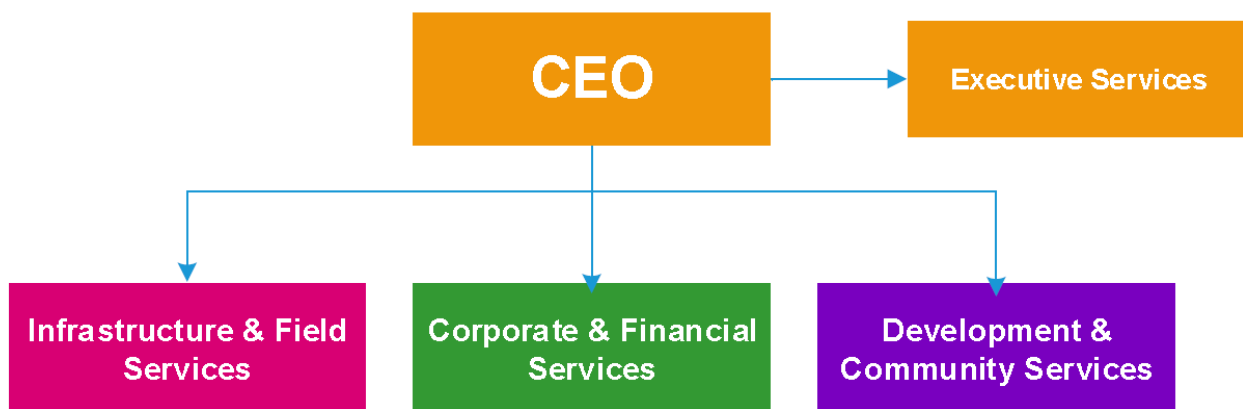 CEO
Executive Services
Infrastructure & Field
Services
Corporate & Financial
Services
Development &
Community Services